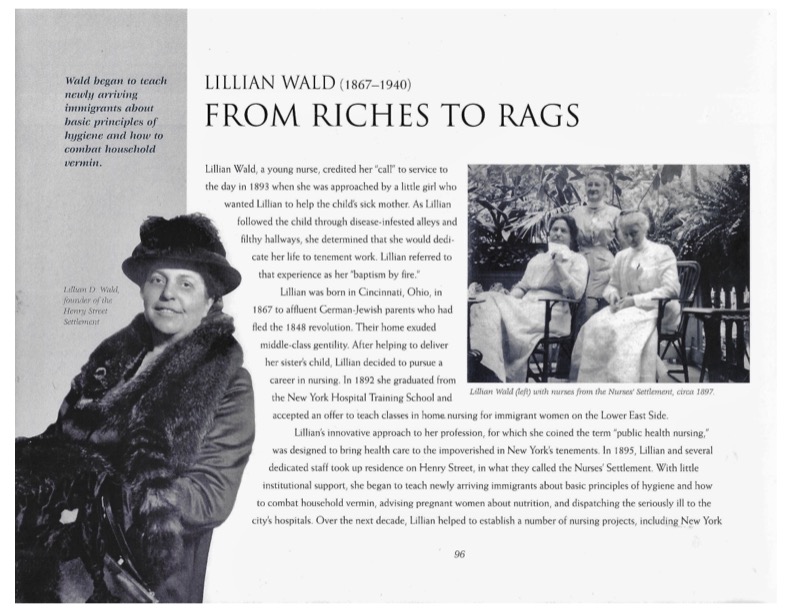 Wald began to teach
newly arriving
immigrants about
basic principles of
hygiene and how to
combat household
vermin.
Lillian D. Wald,
founder of the
Henry Street
Settlement
LILLIAN WALD (1867–1940)
FROM RICHES TO RAGS
Lillian Wald, a young nurse, credited her "call" to service to
the day in 1893 when she was approached by a little girl who
wanted Lillian to help the child's sick mother. As Lillian
followed the child through disease-infested alleys and
filthy hallways, she determined that she would dedi-
cate her life to tenement work. Lillian referred to
that experience as her "baptism by fire."
Lillian was born in Cincinnati, Ohio, in
1867 to affluent German-Jewish parents who had
fled the 1848 revolution. Their home exuded
middle-class gentility. After helping to deliver
her sister's child, Lillian decided to pursue a
career in nursing. In 1892 she graduated from
the New York Hospital Training School and
accepted an offer to teach classes in home nursing for immigrant women on the Lower East Side.
Lillian Wald (left) with nurses from the Nurses' Settlement, circa 1897.
Lillian's innovative approach to her profession, for which she coined the term "public health nursing,"
was designed to bring health care to the impoverished in New York's tenements. In 1895, Lillian and several
dedicated staff took up residence on Henry Street, in what they called the Nurses' Settlement. With little
institutional support, she began to teach newly arriving immigrants about basic principles of hygiene and how
to combat household vermin, advising pregnant women about nutrition, and dispatching the seriously ill to the
city's hospitals. Over the next decade, Lillian helped to establish a number of nursing projects, including New York
96